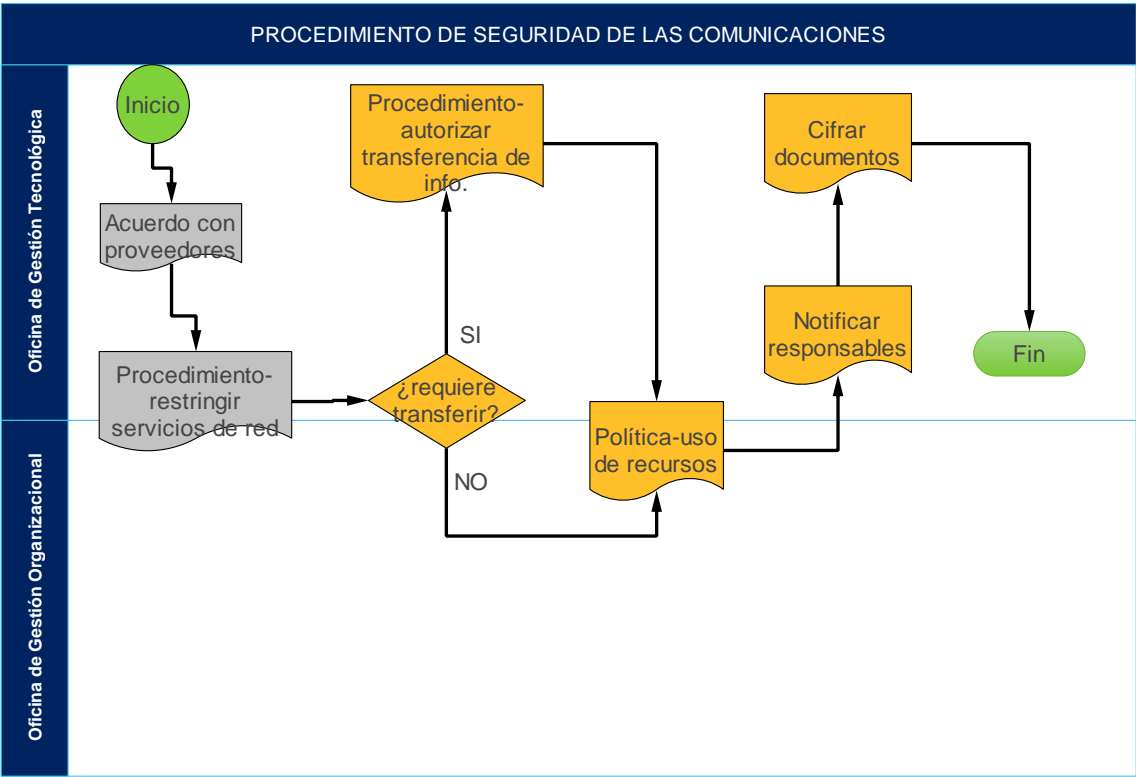 PROCEDIMIENTO DE SEGURIDAD DE LAS COMUNICACIONES
Oficina de Gestión Tecnológica
Inicio
Acuerdo con
proveedores
Procedimiento-
restringir
servicios de red
¿requiere
transferir?
SI
NO
Procedimiento-
autorizar
transferencia de
info.
Política-uso
de recursos
Notificar
responsables
Cifrar
documentos
Fin
Oficina de Gestión Organizacional